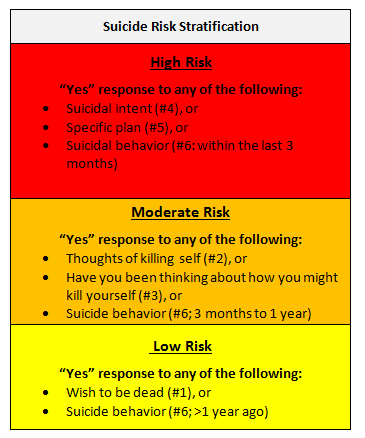 Suicide Risk Stratification
High Risk
“Yes” response to any of the following:
• Suicidal intent (#4), or
• Specific plan (#5), or
• Suicidal behavior (#6: within the last 3
months)
Moderate Risk
“Yes” response to any of the following:
• Thoughts of killing self (#2), or
• Have you been thinking about how you might
kill yourself (#3), or
• Suicide behavior (#6; 3 months to 1 year)
Low Risk
“Yes” response to any of the following:
• Wish to be dead (#1), or
• Suicide behavior (#6; >1 year ago)